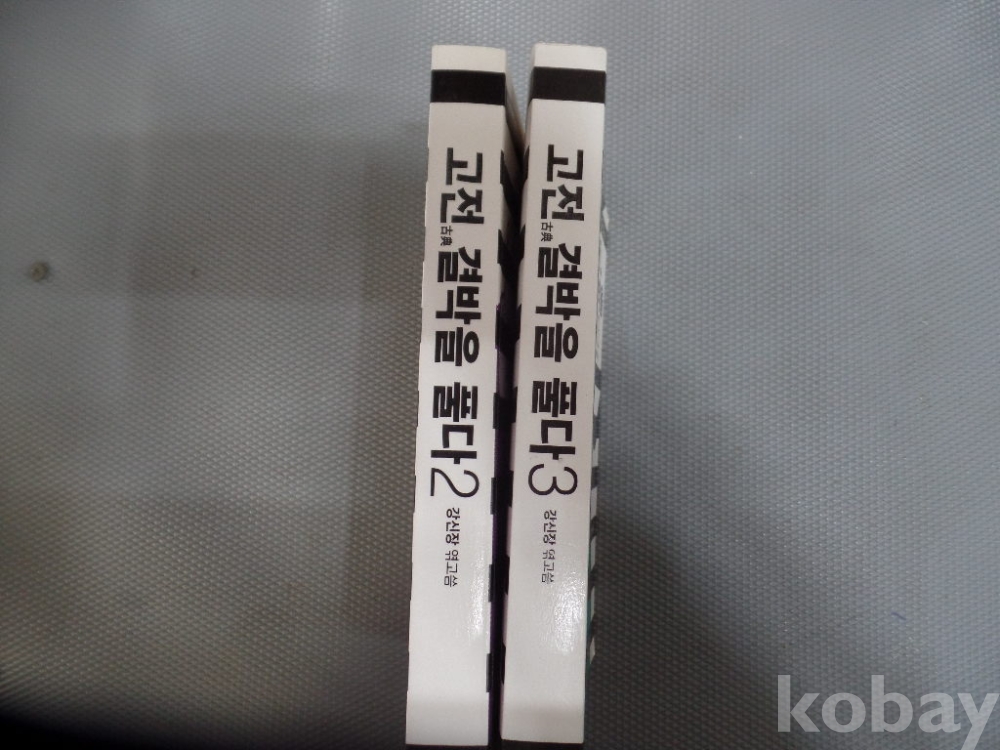 고전 결박을 풀다 2
古典
강신장 엮고씀
고전 결박을 풀다 3
古典
강신장 엮고씀
kobay